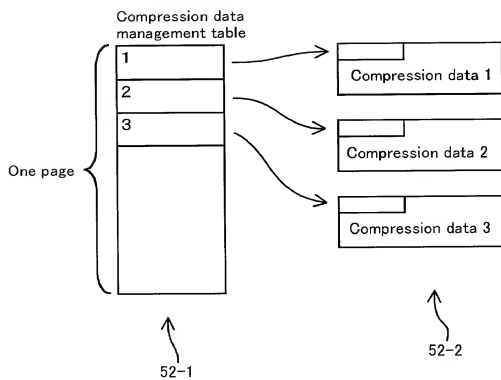 Compression data
management table
1
2
3
One page
Compression data 1
Compression data 2
Compression data 3
52-1
52-2